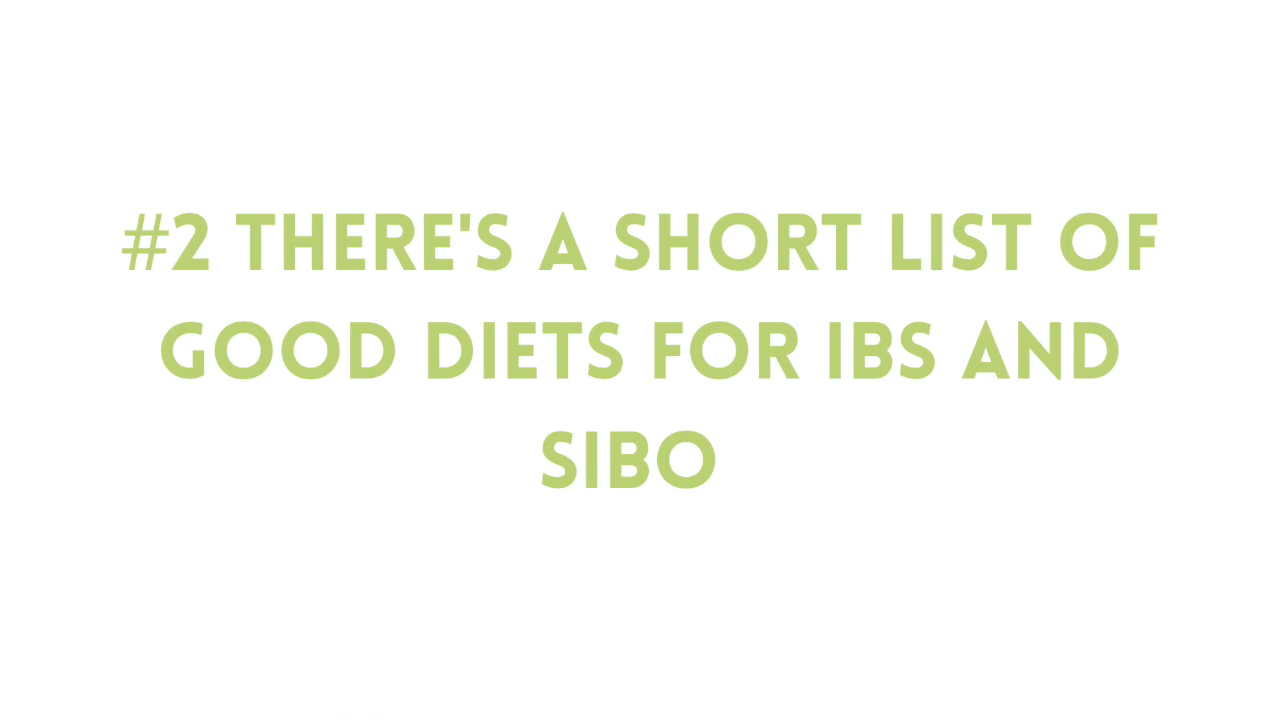 #2 THERE'S A SHORT LIST OF
GOOD DIETS FOR IBS AND
SIBO